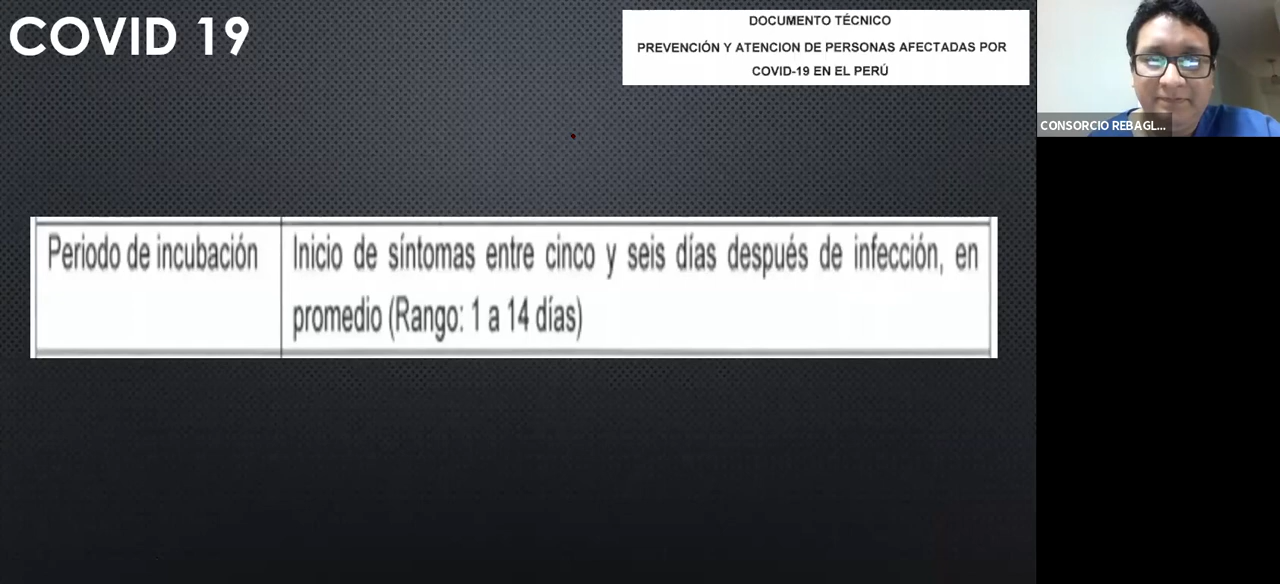 COVID 19
DOCUMENTO TÉCNICO
PREVENCIÓN Y ATENCION DE PERSONAS AFECTADAS POR
COVID-19 EN EL PERÚ
CONSORCIO REBAGL...
Periodo de incubación
Inicio de síntomas entre cinco y seis días después de infección, en
promedio (Rango: 1 a 14 días)